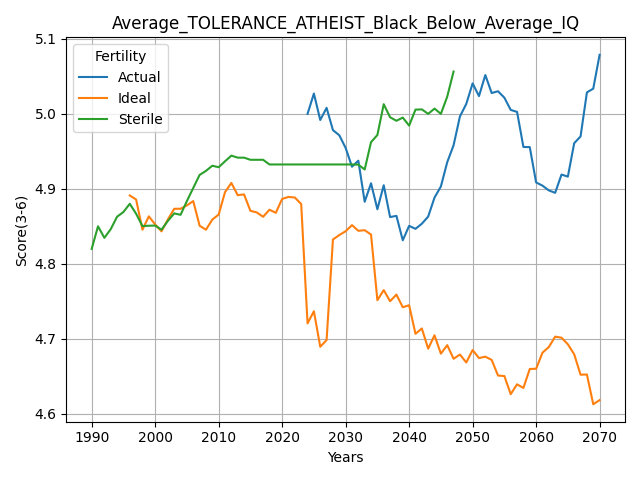 Average_TOLERANCE_ATHEIST_Black_Below_Average_IQ
Fertility
Actual
Ideal
Sterile
5.1
5.0
4.9
4.8
4.7
4.6
Score(3-6)
1990 2000 2010 2020 2030 2040 2050 2060 2070
Years